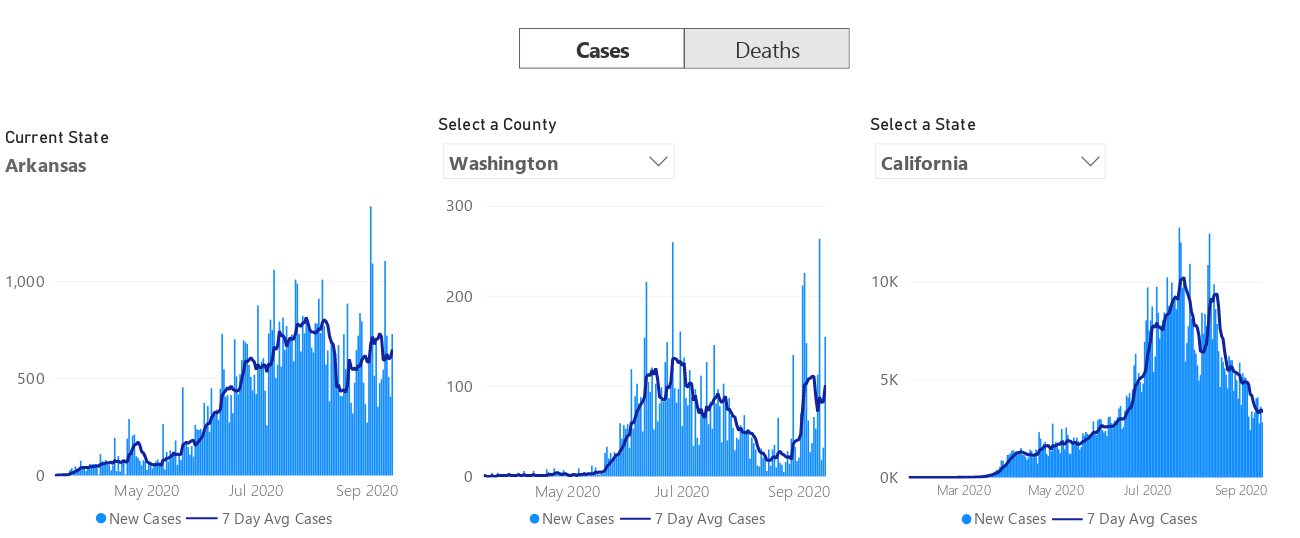 Cases
Deaths
Current State
Arkansas
1,000
500
0
May 2020
Jul 2020
Sep 2020
New Cases
7 Day Avg Cases
Select a County
Washington
300
200
100
0
May 2020
Jul 2020
Sep 2020
New Cases
7 Day Avg Cases
Select a State
California
10K
5K
0K
Mar 2020
May 2020
Jul 2020
Sep 2020
New Cases
7 Day Avg Cases